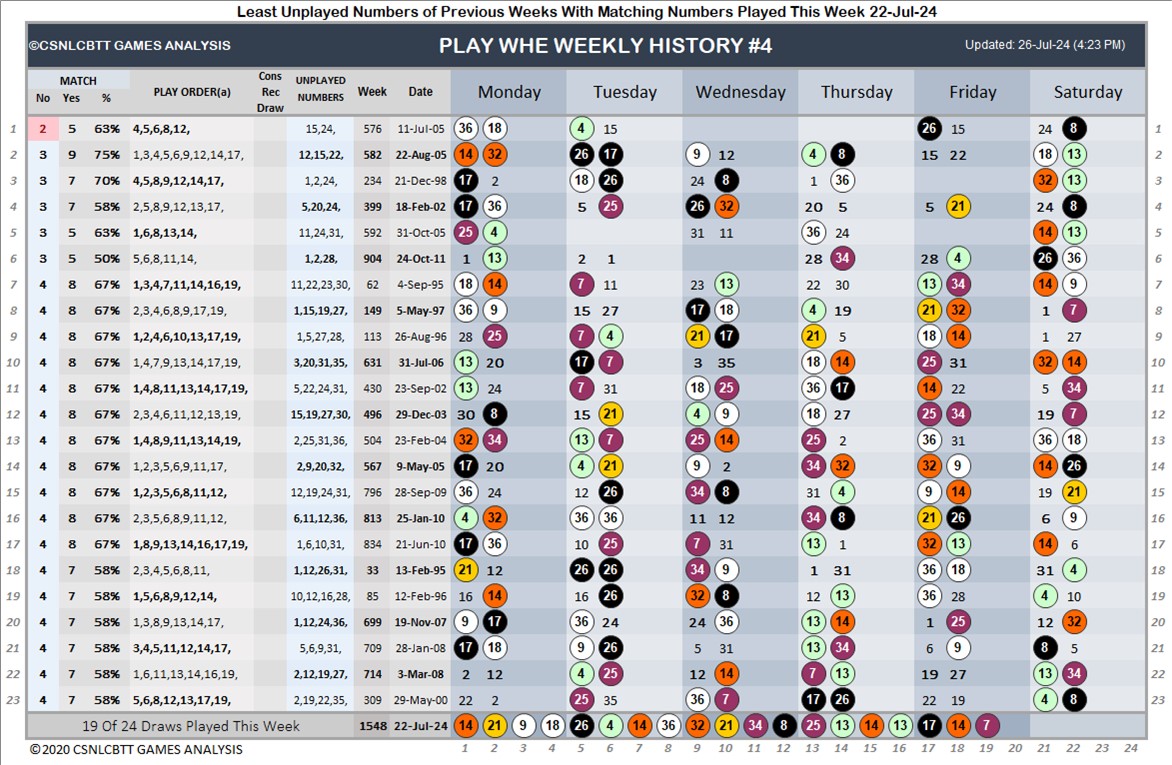 Least Unplayed Numbers of Previous Weeks With Matching Numbers Played This Week 22-Jul-24
©CSNLCBTT GAMES ANALYSIS PLAY WHE WEEKLY HISTORY #4 Updated: 26-Jul-24 (4:23 PM)
MATCH
No Yes % PLAY ORDER(a) Cons Rec Draw UNPLAYED NUMBERS Week Date Monday Tuesday Wednesday Thursday Friday Saturday
1 2 5 63% 4,5,6,8,12, 15,24, 576 11-Jul-05 36 18 4 15 26 15 24 8 1
2 3 9 75% 1,3,4,5,6,9,12,14,17, 12,15,22, 582 22-Aug-05 14 32 26 17 9 12 4 8 15 22 18 13 2
3 3 7 70% 4,5,8,9,12,14,17, 1,2,24, 234 21-Dec-98 17 2 18 26 24 8 1 36 32 13 3
4 3 7 58% 2,5,8,9,12,13,17, 5,20,24, 399 18-Feb-02 17 36 5 25 26 32 20 5 5 21 24 8 4
5 3 5 63% 1,6,8,13,14, 11,24,31, 592 31-Oct-05 25 4 31 11 36 24 14 13 5
6 3 5 50% 5,6,8,11,14, 1,2,28, 904 24-Oct-11 1 13 2 1 28 34 28 4 26 36 6
7 4 8 67% 1,3,4,7,11,14,16,19, 11,22,23,30, 62 4-Sep-95 18 14 7 11 23 13 22 30 13 34 14 9 7
8 4 8 67% 2,3,4,6,8,9,17,19, 1,15,19,27, 149 5-May-97 36 9 15 27 17 18 4 19 21 32 1 7 8
9 4 8 67% 1,2,4,6,10,13,17,19, 1,5,27,28, 113 26-Aug-96 28 25 7 4 21 17 21 5 18 14 1 27 9
10 4 8 67% 1,4,7,9,13,14,17,19, 3,20,31,35, 631 31-Jul-06 13 20 17 7 3 35 18 14 25 31 32 14 10
11 4 8 67% 1,4,8,11,13,14,17,19, 5,22,24,31, 430 23-Sep-02 13 24 7 31 18 25 36 17 14 22 5 34 11
12 4 8 67% 2,3,4,6,11,12,13,19, 15,19,27,30, 496 29-Dec-03 30 8 15 21 4 9 18 27 25 34 19 7 12
13 4 8 67% 1,4,8,9,11,13,14,19, 2,25,31,36, 504 23-Feb-04 32 34 13 7 25 14 25 2 36 31 36 18 13
14 4 8 67% 1,2,3,5,6,9,11,17, 2,9,20,32, 567 9-May-05 17 20 4 21 9 2 34 32 32 9 14 26 14
15 4 8 67% 1,2,3,5,6,8,11,12, 12,19,24,31, 796 28-Sep-09 36 24 12 26 34 8 31 4 9 14 19 21 15
16 4 8 67% 2,3,5,6,8,9,11,12, 6,11,12,36, 813 25-Jan-10 4 32 36 36 11 12 34 8 21 26 6 9 16
17 4 8 67% 1,8,9,13,14,16,17,19, 1,6,10,31, 834 21-Jun-10 17 36 10 25 7 31 13 1 32 13 14 6 17
18 4 7 58% 2,3,4,5,6,8,11, 1,12,26,31, 33 13-Feb-95 21 12 26 26 34 9 1 31 36 18 31 4 18
19 4 7 58% 1,5,6,8,9,12,14, 10,12,16,28, 85 12-Feb-96 16 14 16 26 32 8 12 13 36 28 4 10 19
20 4 7 58% 1,3,8,9,13,14,17, 1,12,24,36, 699 19-Nov-07 9 17 36 24 24 36 13 14 1 25 12 32 20
21 4 7 58% 3,4,5,11,12,14,17, 5,6,9,31, 709 28-Jan-08 17 18 9 26 5 31 13 34 6 9 8 5 21
22 4 7 58% 1,6,11,13,14,16,19, 2,12,19,27, 714 3-Mar-08 2 12 4 25 12 14 7 13 19 27 13 34 22
23 4 7 58% 5,6,8,12,13,17,19, 2,19,22,35, 309 29-May-00 22 2 25 35 36 7 17 26 22 19 4 8 23
19 Of 24 Draws Played This Week 1548 22-Jul-24 14 21 9 18 26 4 14 36 32 21 34 8 25 13 14 13 17 14 7
© 2020 CSNLCBTT GAMES ANALYSIS 1 2 3 4 5 6 7 8 9 10 11 12 13 14 15 16 17 18 19 20 21 22 23 24